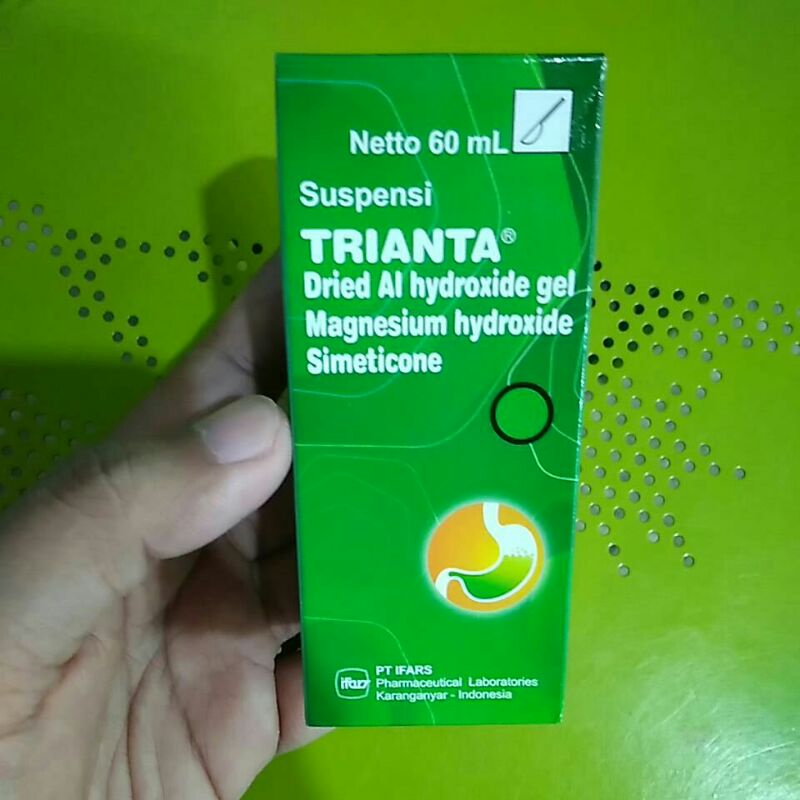 Netto 60 mL
Suspensi
TRIANTA®
Dried Al hydroxide gel
Magnesium hydroxide
Simeticone
ifars
PT IFARS
Pharmaceutical Laboratories
Karanganyar - Indonesia